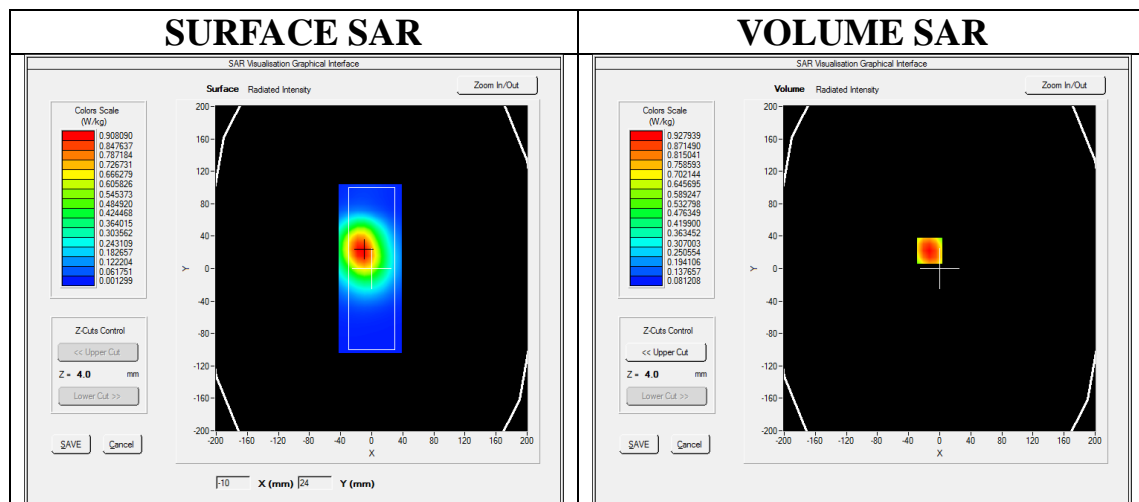 SURFACE SAR
VOLUME SAR
SAR Visualisation Graphical Interface
Surface Radiated Intensity
Zoom In/Out
Colors Scale
(W/kg)
0.908090
0.847637
0.787184
0.726731
0.666279
0.605826
0.545373
0.484920
0.424468
0.364015
0.303562
0.243109
0.182657
0.122204
0.061751
0.001299
Z-Cuts Control
<< Upper Cut
Z = 4.0 mm
Lower Cut >>
SAVE Cancel
200
160
120
80
40
0
-40
-80
-120
-160
-200
Y
-200 -160 -120 -80 -40 0 40 80 120 160 200
X
-10 X (mm) 24 Y (mm)
SAR Visualisation Graphical Interface
Volume Radiated Intensity
Zoom In/Out
Colors Scale
(W/kg)
0.927939
0.871490
0.815041
0.758593
0.702144
0.645695
0.589247
0.532798
0.476349
0.419900
0.363452
0.307003
0.250554
0.194106
0.137657
0.081208
Z-Cuts Control
<< Upper Cut
Z = 4.0 mm
Lower Cut >>
SAVE Cancel
200
160
120
80
40
0
-40
-80
-120
-160
-200
Y
-200 -160 -120 -80 -40 0 40 80 120 160 200
X